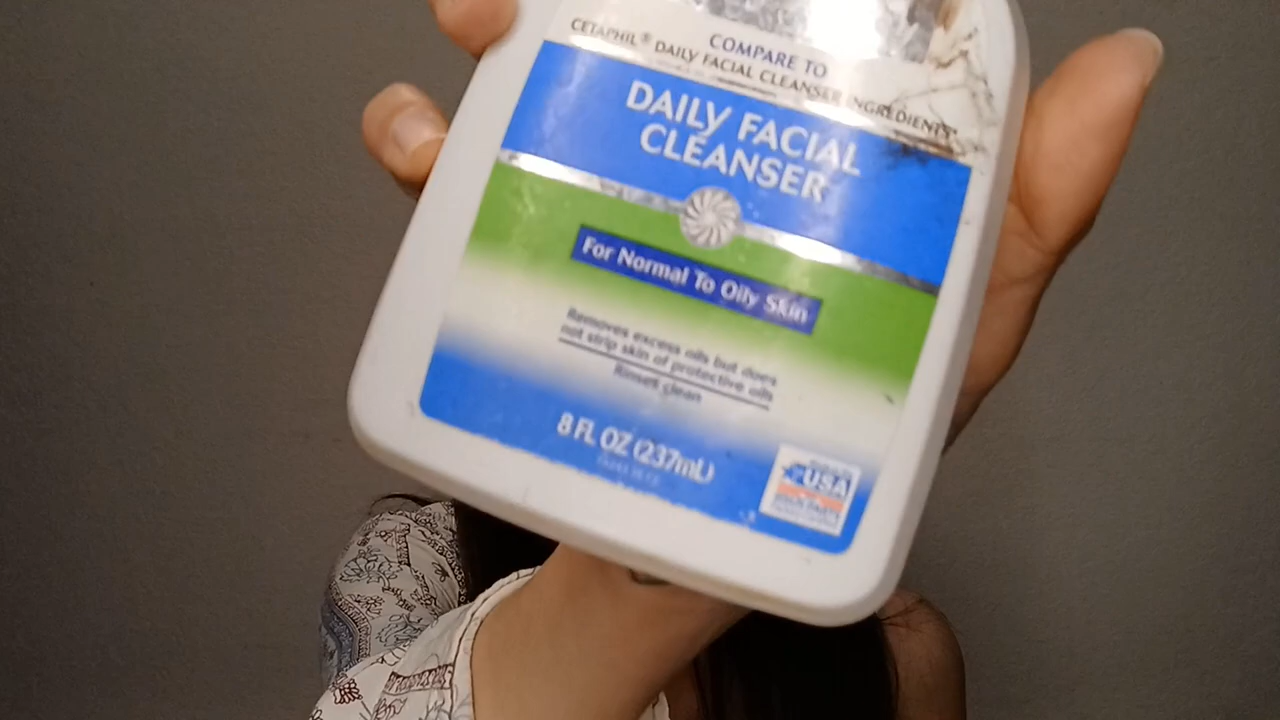 COMPARE TO
CETAPHIL® DAILY FACIAL CLEANSER INGREDIENTS*
DAILY FACIAL
CLEANSER
For Normal To Oily Skin
Removes excess oils but does
not strip skin of protective oils
Rinses clean
8 FL OZ (237mL)
USA